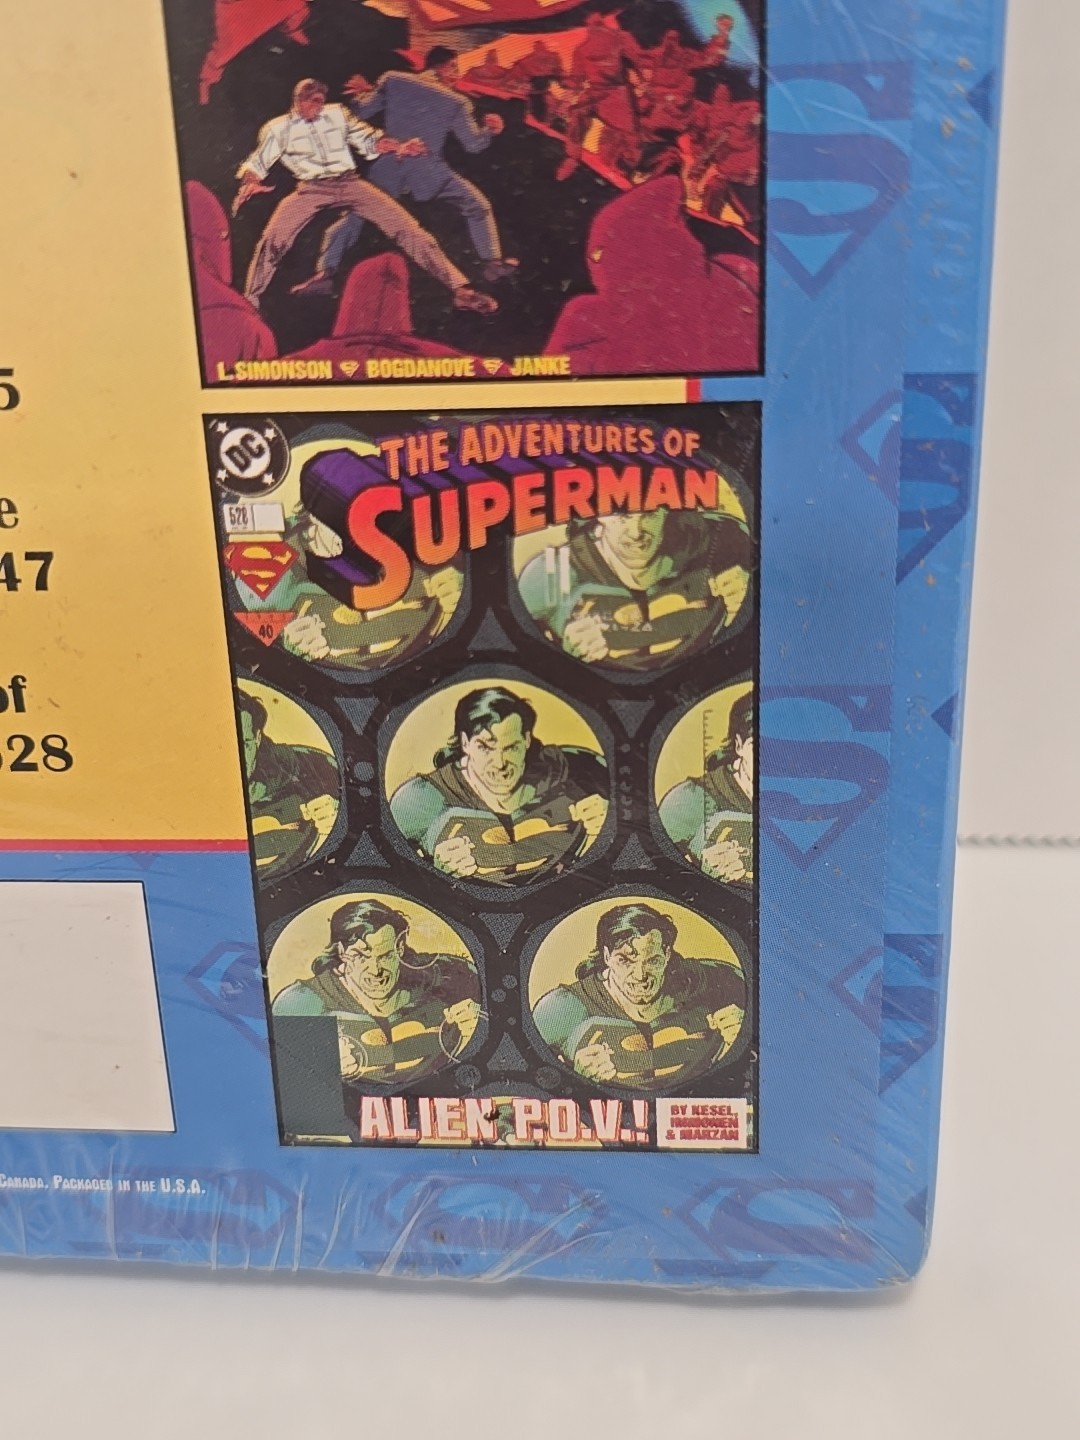 L.SIMONSON BOGDANOVE JANKE
5
e
47
of
528
DC
THE ADVENTURES OF
SUPERMAN
528
40
ALIEN P.O.V.!
BY KESEL,
IMMONEN
& MARZAN
CANADA. PACKAGED IN THE U.S.A.